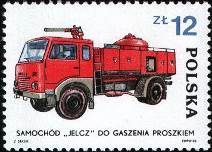 ZŁ 12
POLSKA
SAMOCHÓD „JELCZ" DO GASZENIA PROSZKIEM